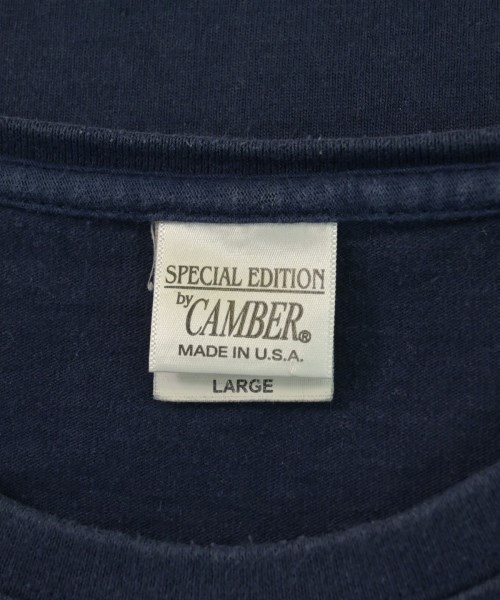 SPECIAL EDITION
by CAMBER®
MADE IN U.S.A.
LARGE